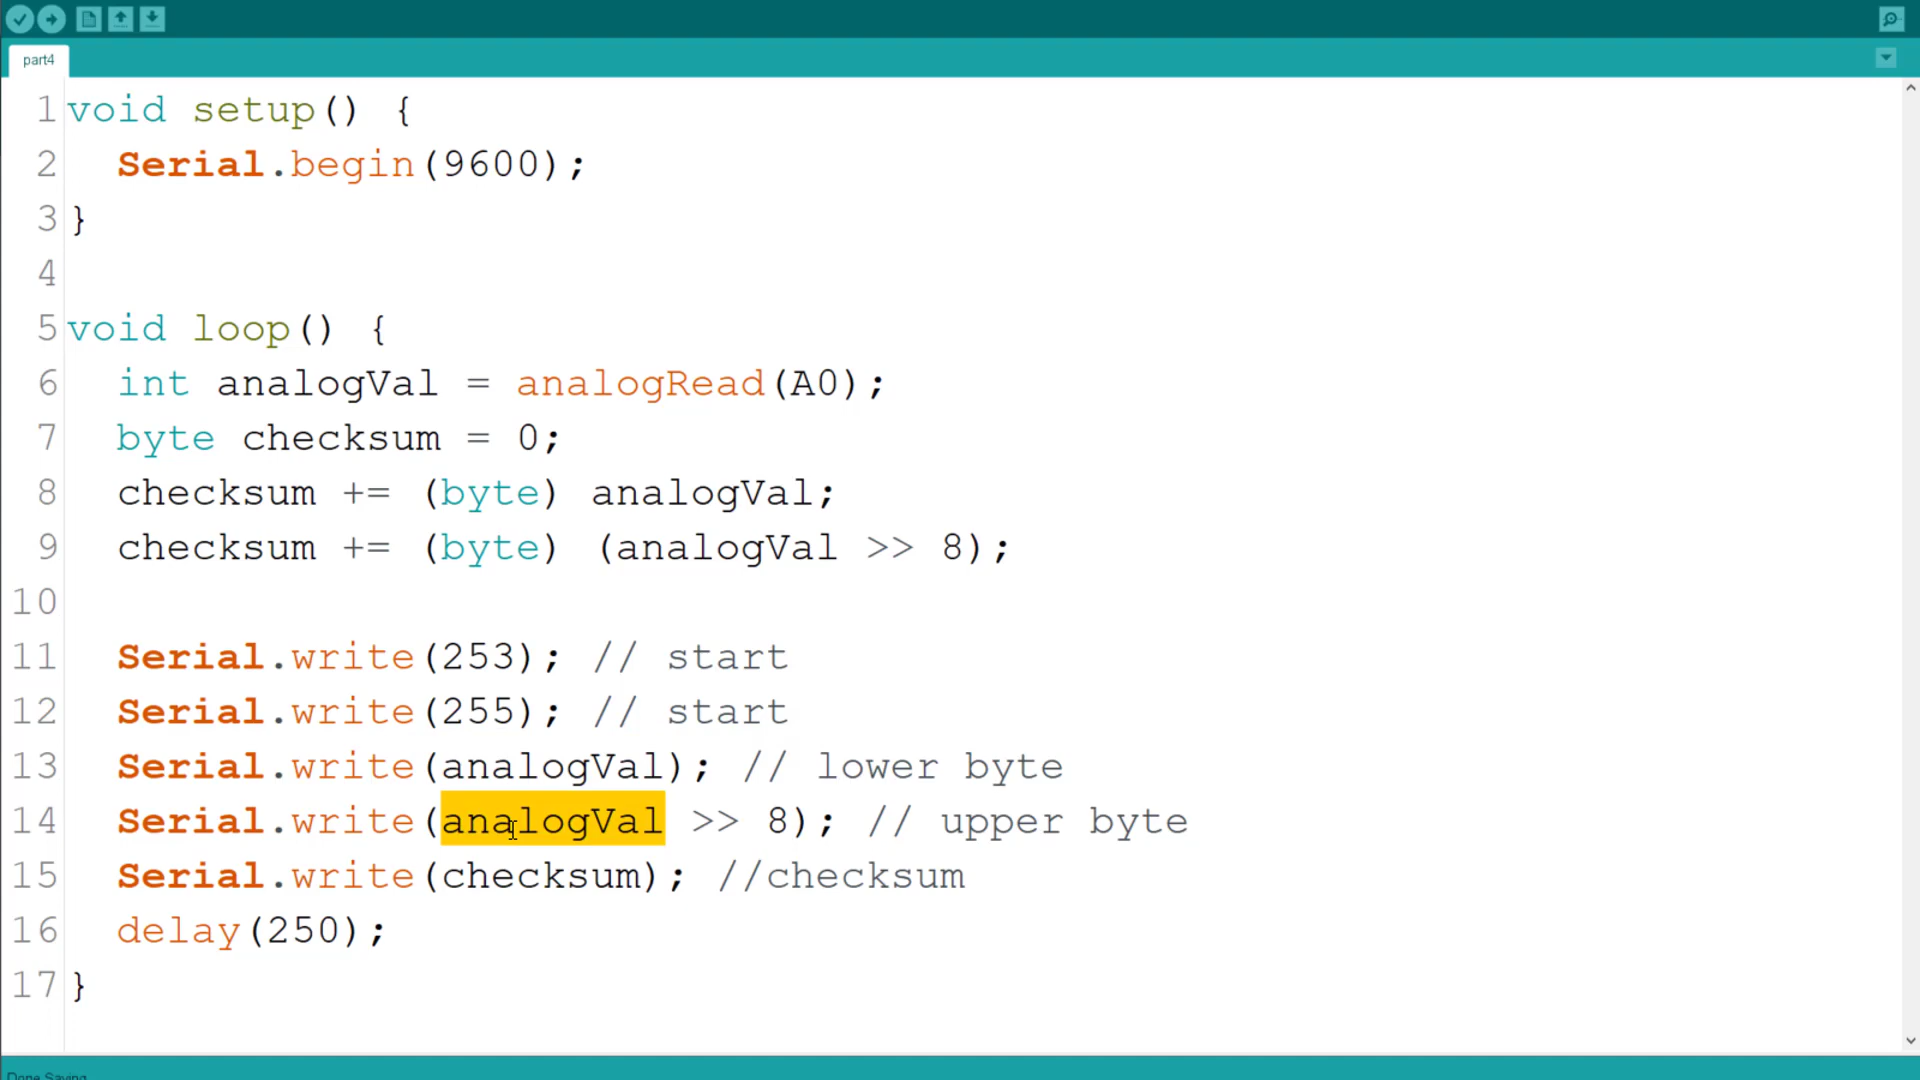 part4
1 void setup() {
2   Serial.begin(9600);
3 }
4
5 void loop() {
6   int analogVal = analogRead(A0);
7   byte checksum = 0;
8   checksum += (byte) analogVal;
9   checksum += (byte) (analogVal >> 8);
10
11   Serial.write(253); // start
12   Serial.write(255); // start
13   Serial.write(analogVal); // lower byte
14   Serial.write(analogVal >> 8); // upper byte
15   Serial.write(checksum); //checksum
16   delay(250);
17 }
Done Saving